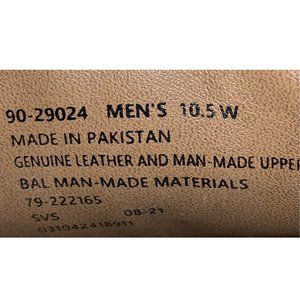 90-29024 MEN'S 10.5 W
MADE IN PAKISTAN
GENUINE LEATHER AND MAN-MADE UPPER
BAL MAN-MADE MATERIALS
79-222165
SVS 08-21
031042418911